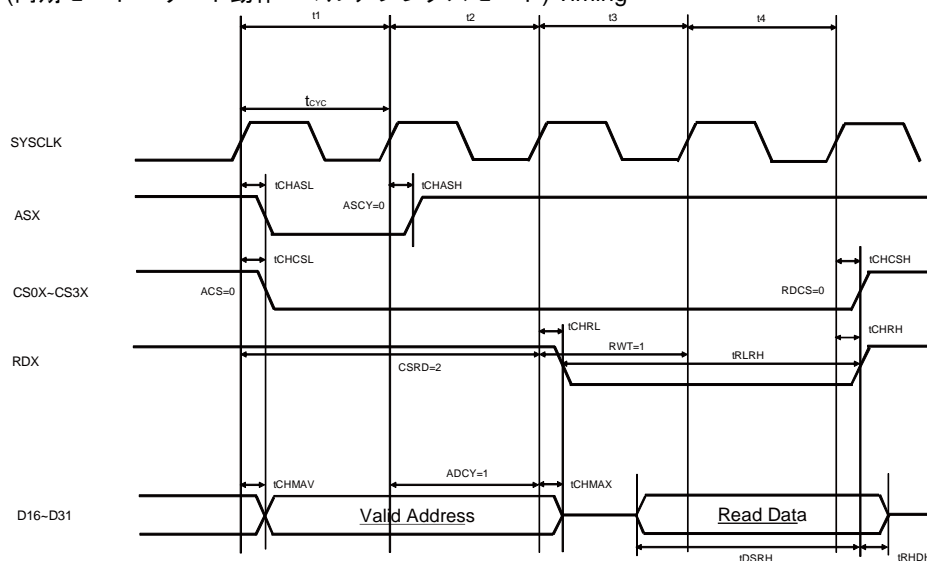 Timing
t1 t2 t3 t4
tCYC
SYSCLK
tCHASL tCHASH
ASCY=0
ASX
tCHCSL tCHCSH
ACS=0 RDCS=0
CS0X~CS3X
tCHRL tCHRH
RWT=1
RDX tRLRH
CSRD=2
ADCY=1
tCHMAV tCHMAX
D16~D31 Valid Address Read Data
tDSRH